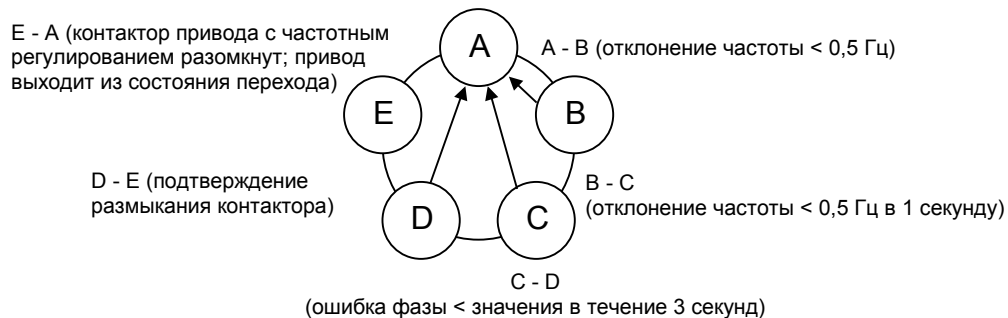 E - A (контактор привода с частотным
регулированием разомкнут; привод
выходит из состояния перехода)
A
A - B (отклонение частоты < 0,5 Гц)
E
B
D - E (подтверждение
размыкания контактора)
D
C
B - C
(отклонение частоты < 0,5 Гц в 1 секунду)
C - D
(ошибка фазы < значения в течение 3 секунд)